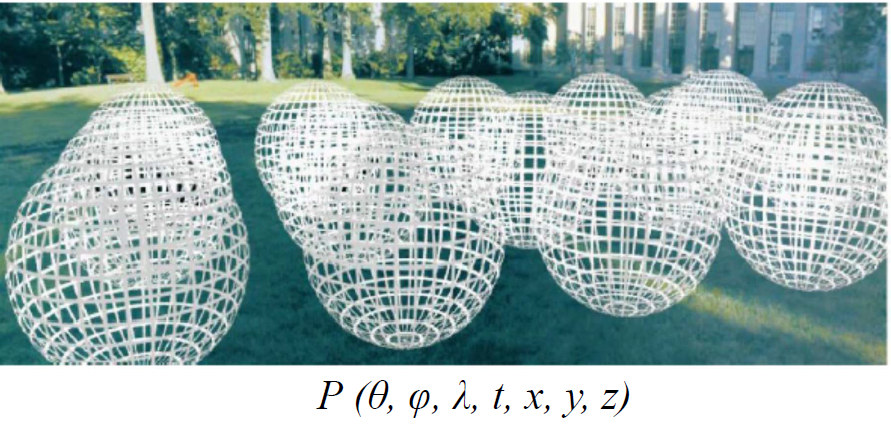 P (θ, φ, λ, t, x, y, z)